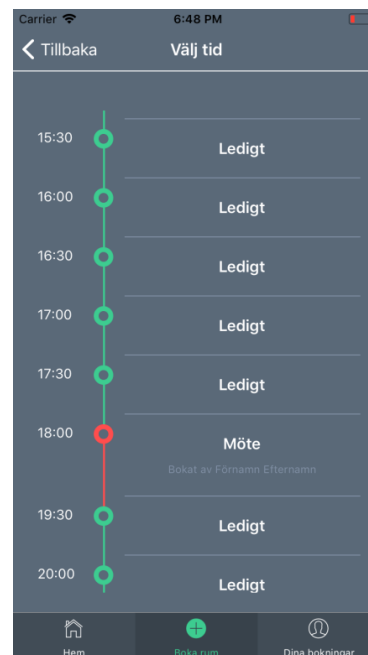 Carrier 6:48 PM
Tillbaka Välj tid
15:30 Ledigt
16:00 Ledigt
16:30 Ledigt
17:00 Ledigt
17:30 Ledigt
18:00 Möte
Bokat av Förnamn Efternamn
19:30 Ledigt
20:00 Ledigt
Hem Boka rum Dina bokningar